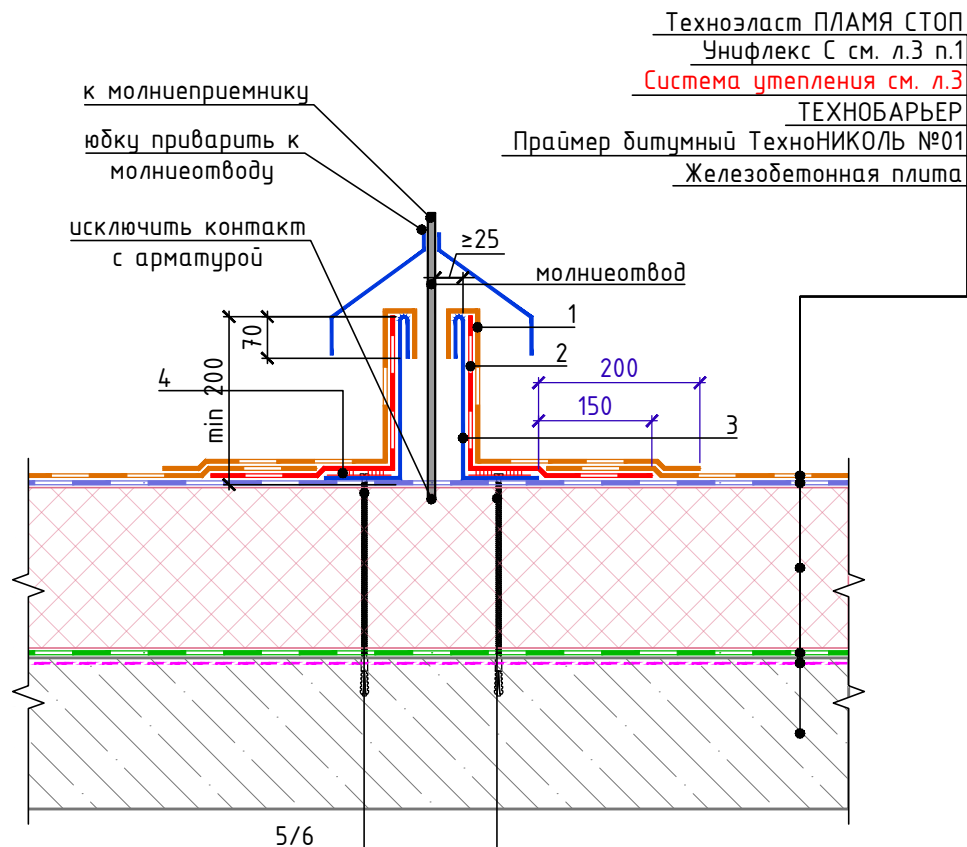 Техноэласт ПЛАМЯ СТОП
Унифлекс С см. л.3 п.1
Система утепления см. л.3
ТЕХНОБАРЬЕР
Праймер битумный ТехноНИКОЛЬ №01
Железобетонная плита
к молниеприемнику
юбку приварить к
молниеотводу
исключить контакт
с арматурой
≥25
молниеотвод
70
min 200
1
2
3
4
200
150
5/6